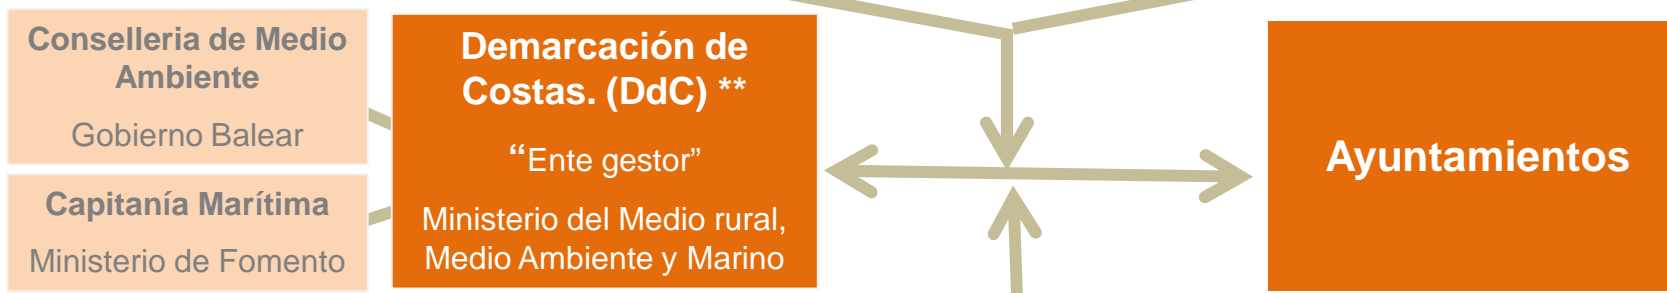 Conselleria de Medio
Ambiente
Gobierno Balear
Capitanía Marítima
Ministerio de Fomento
Demarcación de
Costas. (DdC) **
“Ente gestor”
Ministerio del Medio rural,
Medio Ambiente y Marino
Ayuntamientos